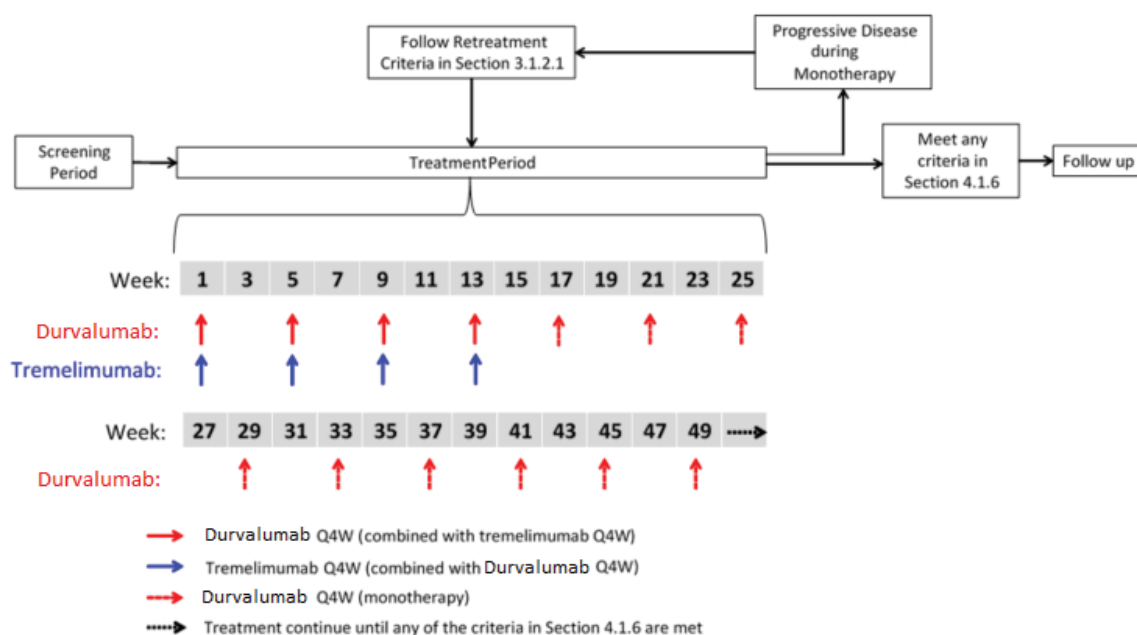 Follow Retreatment
Criteria in Section 3.1.2.1
Progressive Disease
during
Monotherapy
Screening
Period
TreatmentPeriod
Meet any
criteria in
Section 4.1.6
Follow up
Week: 1 3 5 7 9 11 13 15 17 19 21 23 25
Durvalumab:
Tremelimumab:
Week: 27 29 31 33 35 37 39 41 43 45 47 49
Durvalumab:
Durvalumab Q4W (combined with tremelimumab Q4W)
Tremelimumab Q4W (combined with Durvalumab Q4W)
Durvalumab Q4W (monotherapy)
Treatment continue until any of the criteria in Section 4.1.6 are met